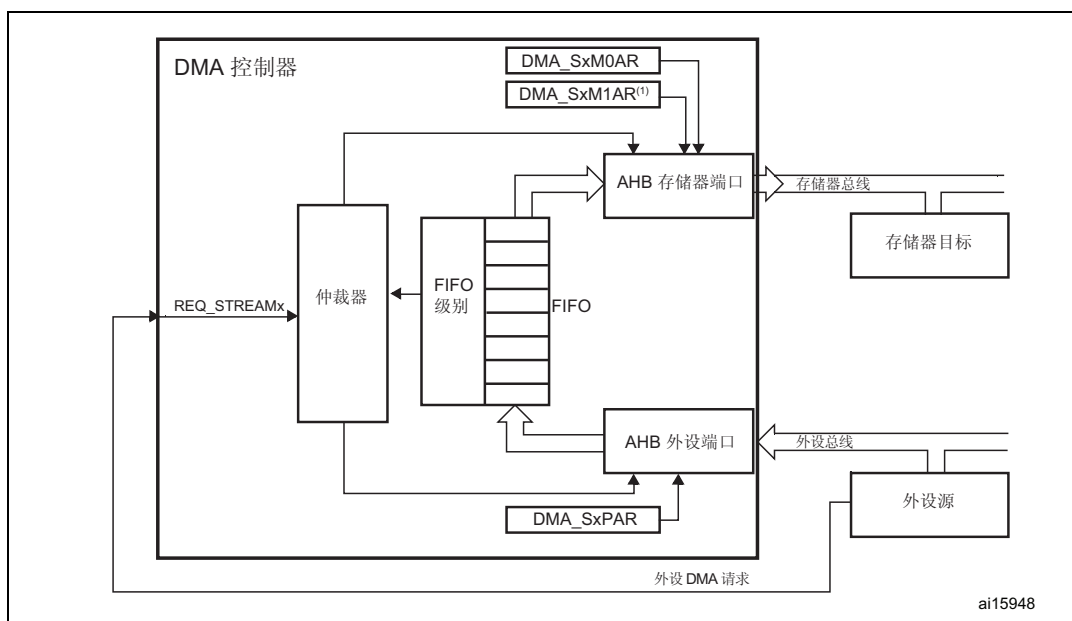 DMA 控制器
DMA_SxM0AR
DMA_SxM1AR(1)
AHB 存储器端口
存储器总线
存储器目标
仲裁器
FIFO
级别
FIFO
REQ_STREAMx
AHB 外设端口
外设总线
外设源
DMA_SxPAR
外设 DMA 请求
ai15948